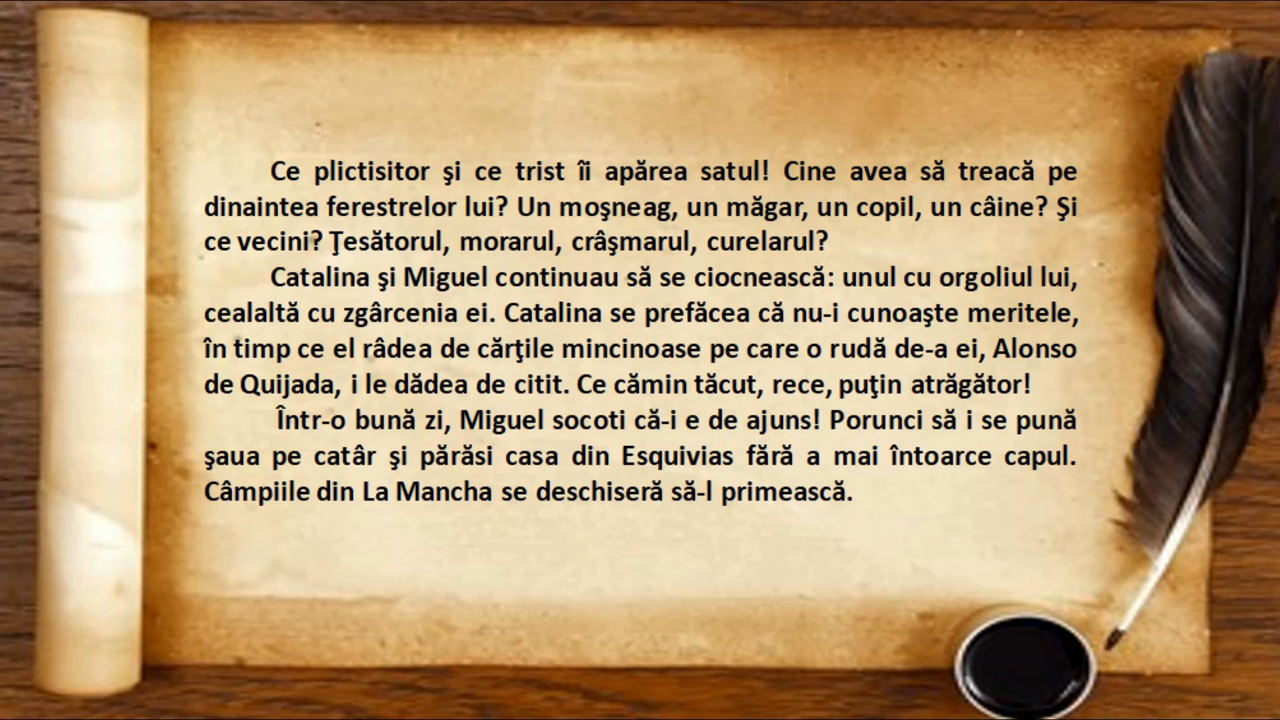 Ce plictisitor şi ce trist îi apărea satul! Cine avea să treacă pe
dinaintea ferestrelor lui? Un moşneag, un măgar, un copil, un câine? Şi
ce vecini? Ţesătorul, morarul, crâşmarul, curelarul?
Catalina şi Miguel continuau să se ciocnească: unul cu orgoliul lui,
cealaltă cu zgârcenia ei. Catalina se prefăcea că nu-i cunoaşte meritele,
în timp ce el râdea de cărţile mincinoase pe care o rudă de-a ei, Alonso
de Quijada, i le dădea de citit. Ce cămin tăcut, rece, puţin atrăgător!
Într-o bună zi, Miguel socoti că-i e de ajuns! Porunci să i se pună
şaua pe catâr şi părăsi casa din Esquivias fără a mai întoarce capul.
Câmpiile din La Mancha se deschiseră să-l primească.